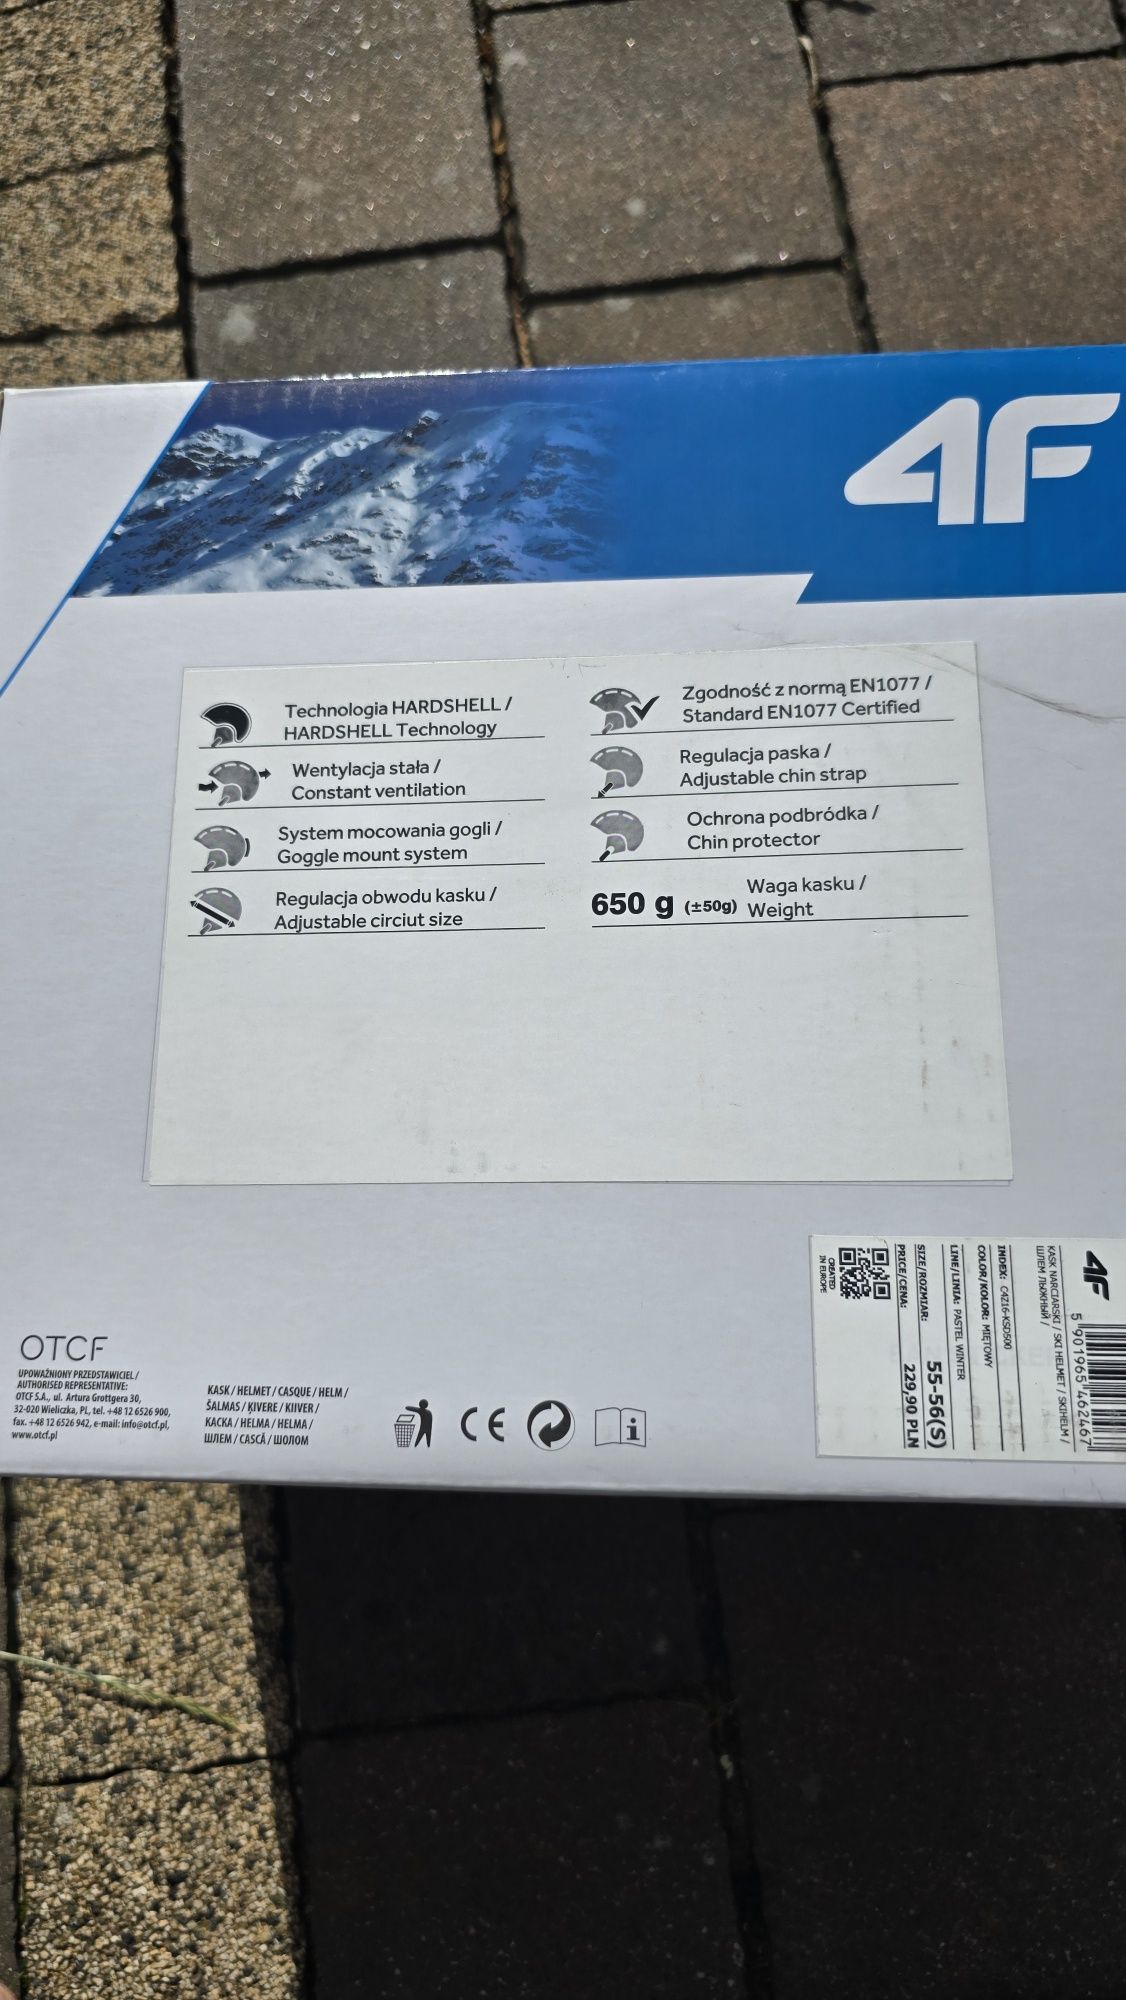 4F
Technologia HARDSHELL /
HARDSHELL Technology
Wentylacja stała /
Constant ventilation
System mocowania gogli /
Goggle mount system
Regulacja obwodu kasku /
Adjustable circiut size
Zgodność z normą EN1077 /
Standard EN1077 Certified
Regulacja paska /
Adjustable chin strap
Ochrona podbródka /
Chin protector
650 g (±50g) Waga kasku /
Weight
OTCF
UPOWAŻNIONY PRZEDSTAWICIEL /
AUTHORISED REPRESENTATIVE:
OTCF S.A., ul. Artura Grottgera 30,
32-020 Wieliczka, PL, tel. +48 12 6526 900,
fax. +48 12 6526 942, e-mail: info@otcf.pl,
www.otcf.pl
KASK / HELMET / CASQUE / HELM /
ŠALMAS / ĶIVERE / KIIVER /
KACKA / HELMA / HELMA /
ШЛЕМ / CASCĂ / ШОЛОМ
CE
i
4F
KASK NARCIARSKI / SKI HELMET / SKIHELM /
ШЛЕМ ЛЫЖНЫЙ /
INDEX: C4Z16-KSD500
COLOR/KOLOR: MIĘTOWY
LINE/LINIA: PASTEL WINTER
SIZE/ROZMIAR: 55-56(S)
PRICE/CENA: 229,90 PLN
CREATED
IN EUROPE
5 901965 462467